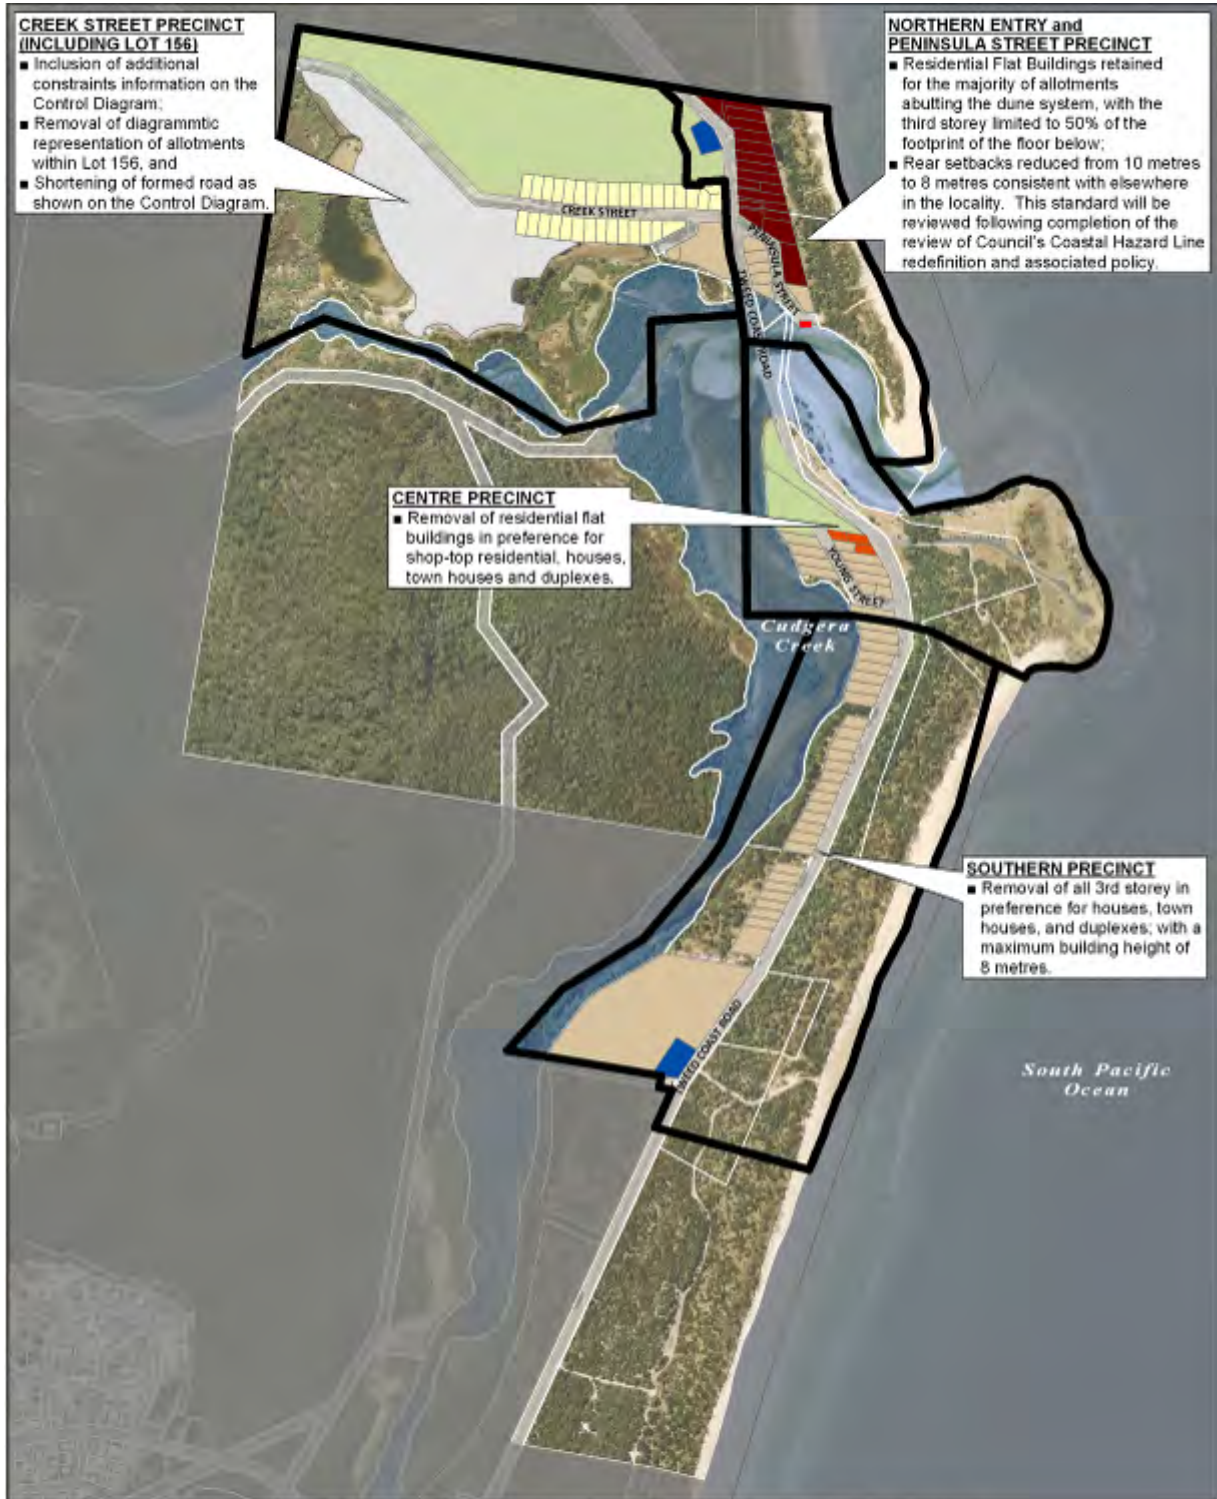 CREEK STREET PRECINCT
(INCLUDING LOT 156)
■ Inclusion of additional
constraints information on the
Control Diagram;
■ Removal of diagrammtic
representation of allotments
within Lot 156, and
■ Shortening of formed road as
shown on the Control Diagram.
NORTHERN ENTRY and
PENINSULA STREET PRECINCT
■ Residential Flat Buildings retained
for the majority of allotments
abutting the dune system, with the
third storey limited to 50% of the
footprint of the floor below;
■ Rear setbacks reduced from 10 metres
to 8 metres consistent with elsewhere
in the locality. This standard will be
reviewed following completion of the
review of Council's Coastal Hazard Line
redefinition and associated policy.
CREEK STREET
PENINSULA STREET
TWEED COAST ROAD
CENTRE PRECINCT
■ Removal of residential flat
buildings in preference for
shop-top residential, houses,
town houses and duplexes.
YOUNG STREET
Cudgera
Creek
SOUTHERN PRECINCT
■ Removal of all 3rd storey in
preference for houses, town
houses, and duplexes; with a
maximum building height of
8 metres.
TWEED COAST ROAD
South Pacific
Ocean